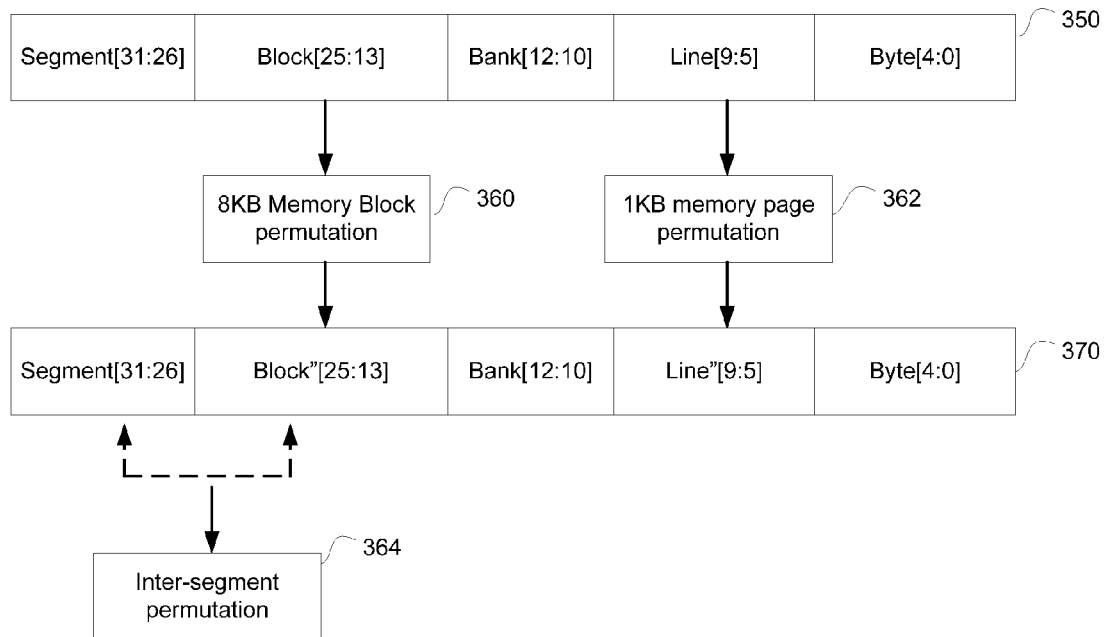 350
Segment[31:26] Block[25:13] Bank[12:10] Line[9:5] Byte[4:0]
8KB Memory Block
permutation
360
1KB memory page
permutation
362
Segment[31:26] Block”[25:13] Bank[12:10] Line”[9:5] Byte[4:0]
370
364
Inter-segment
permutation